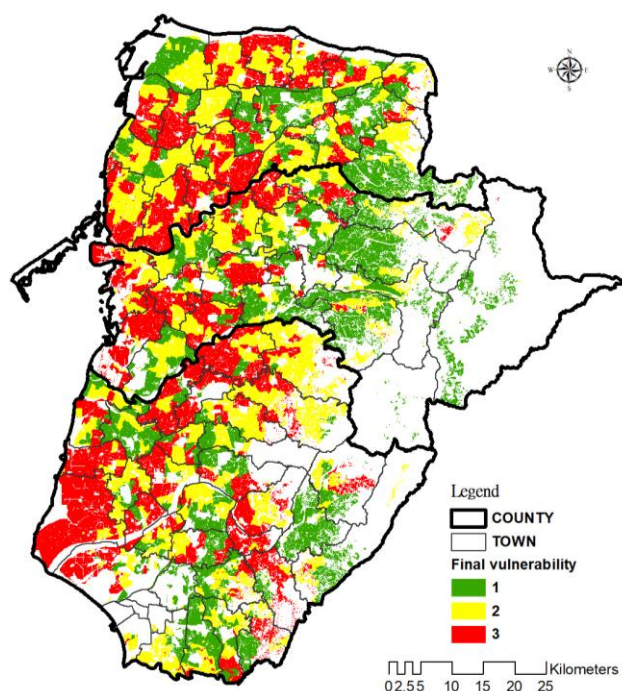 N
W E
S
Legend
COUNTY
TOWN
Final vulnerability
1
2
3
Kilometers
0 2.5 5 10 15 20 25